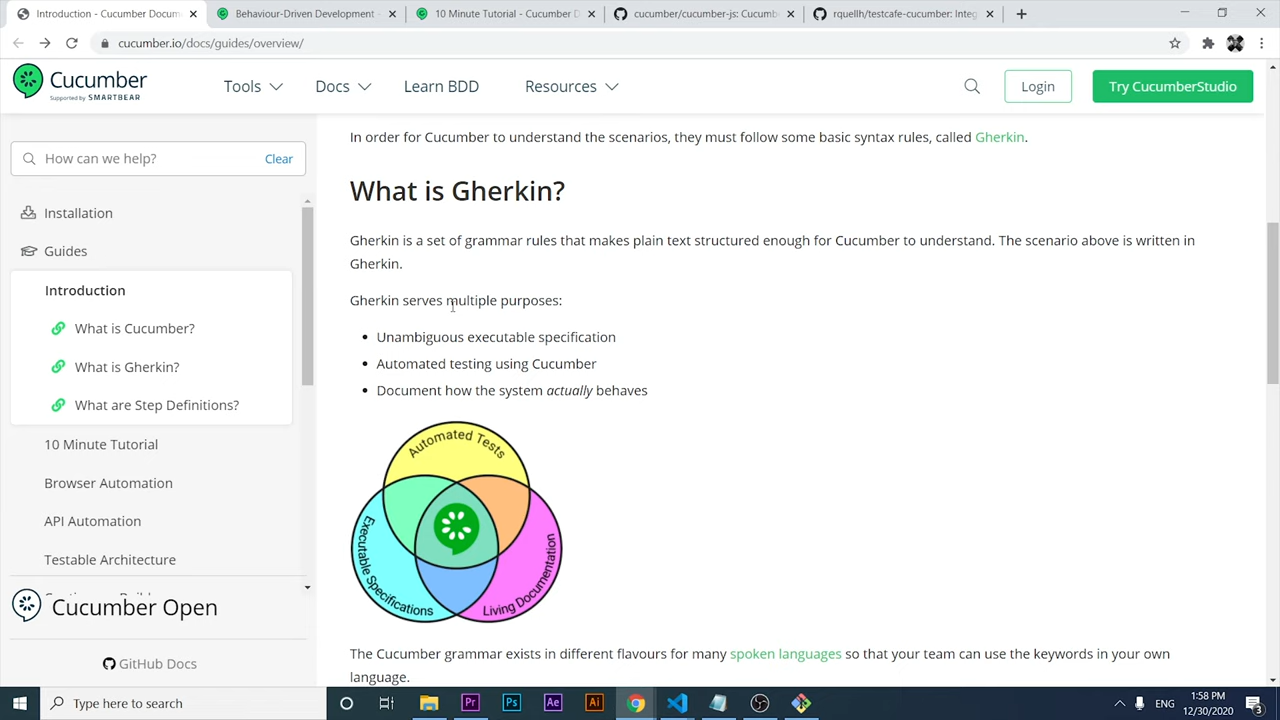 Introduction - Cucumber Docum
Behaviour-Driven Development -
10 Minute Tutorial - Cucumber D
cucumber/cucumber-js: Cucumb
rquellh/testcafe-cucumber: Integ
cucumber.io/docs/guides/overview/
Cucumber
Supported by SMARTBEAR
Tools
Docs
Learn BDD
Resources
Login
Try CucumberStudio
How can we help?
Clear
Installation
Guides
Introduction
What is Cucumber?
What is Gherkin?
What are Step Definitions?
10 Minute Tutorial
Browser Automation
API Automation
Testable Architecture
Cucumber Open
GitHub Docs
In order for Cucumber to understand the scenarios, they must follow some basic syntax rules, called Gherkin.
What is Gherkin?
Gherkin is a set of grammar rules that makes plain text structured enough for Cucumber to understand. The scenario above is written in
Gherkin.
Gherkin serves multiple purposes:
Unambiguous executable specification
Automated testing using Cucumber
Document how the system actually behaves
Automated Tests
Executable Specifications
Living Documentation
The Cucumber grammar exists in different flavours for many spoken languages so that your team can use the keywords in your own
language.
Type here to search
Pr
Ps
Ae
Ai
ENG
1:58 PM
12/30/2020
3